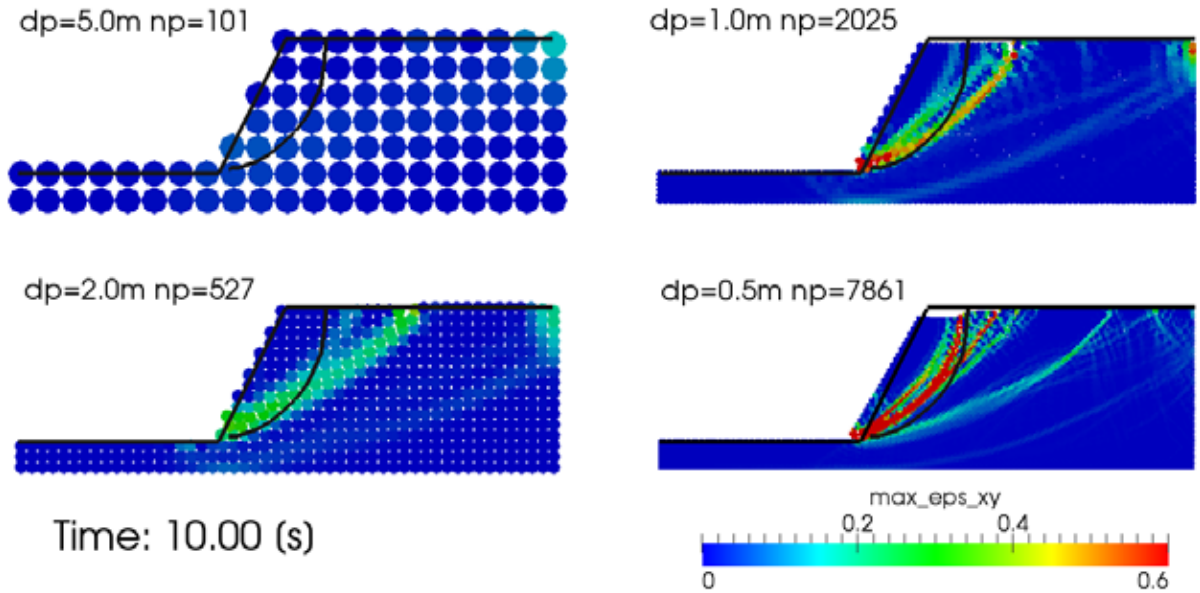 dp=5.0m np=101
dp=1.0m np=2025
dp=2.0m np=527
dp=0.5m np=7861
Time: 10.00 (s)
max_eps_xy
0.2 0.4
0 0.6